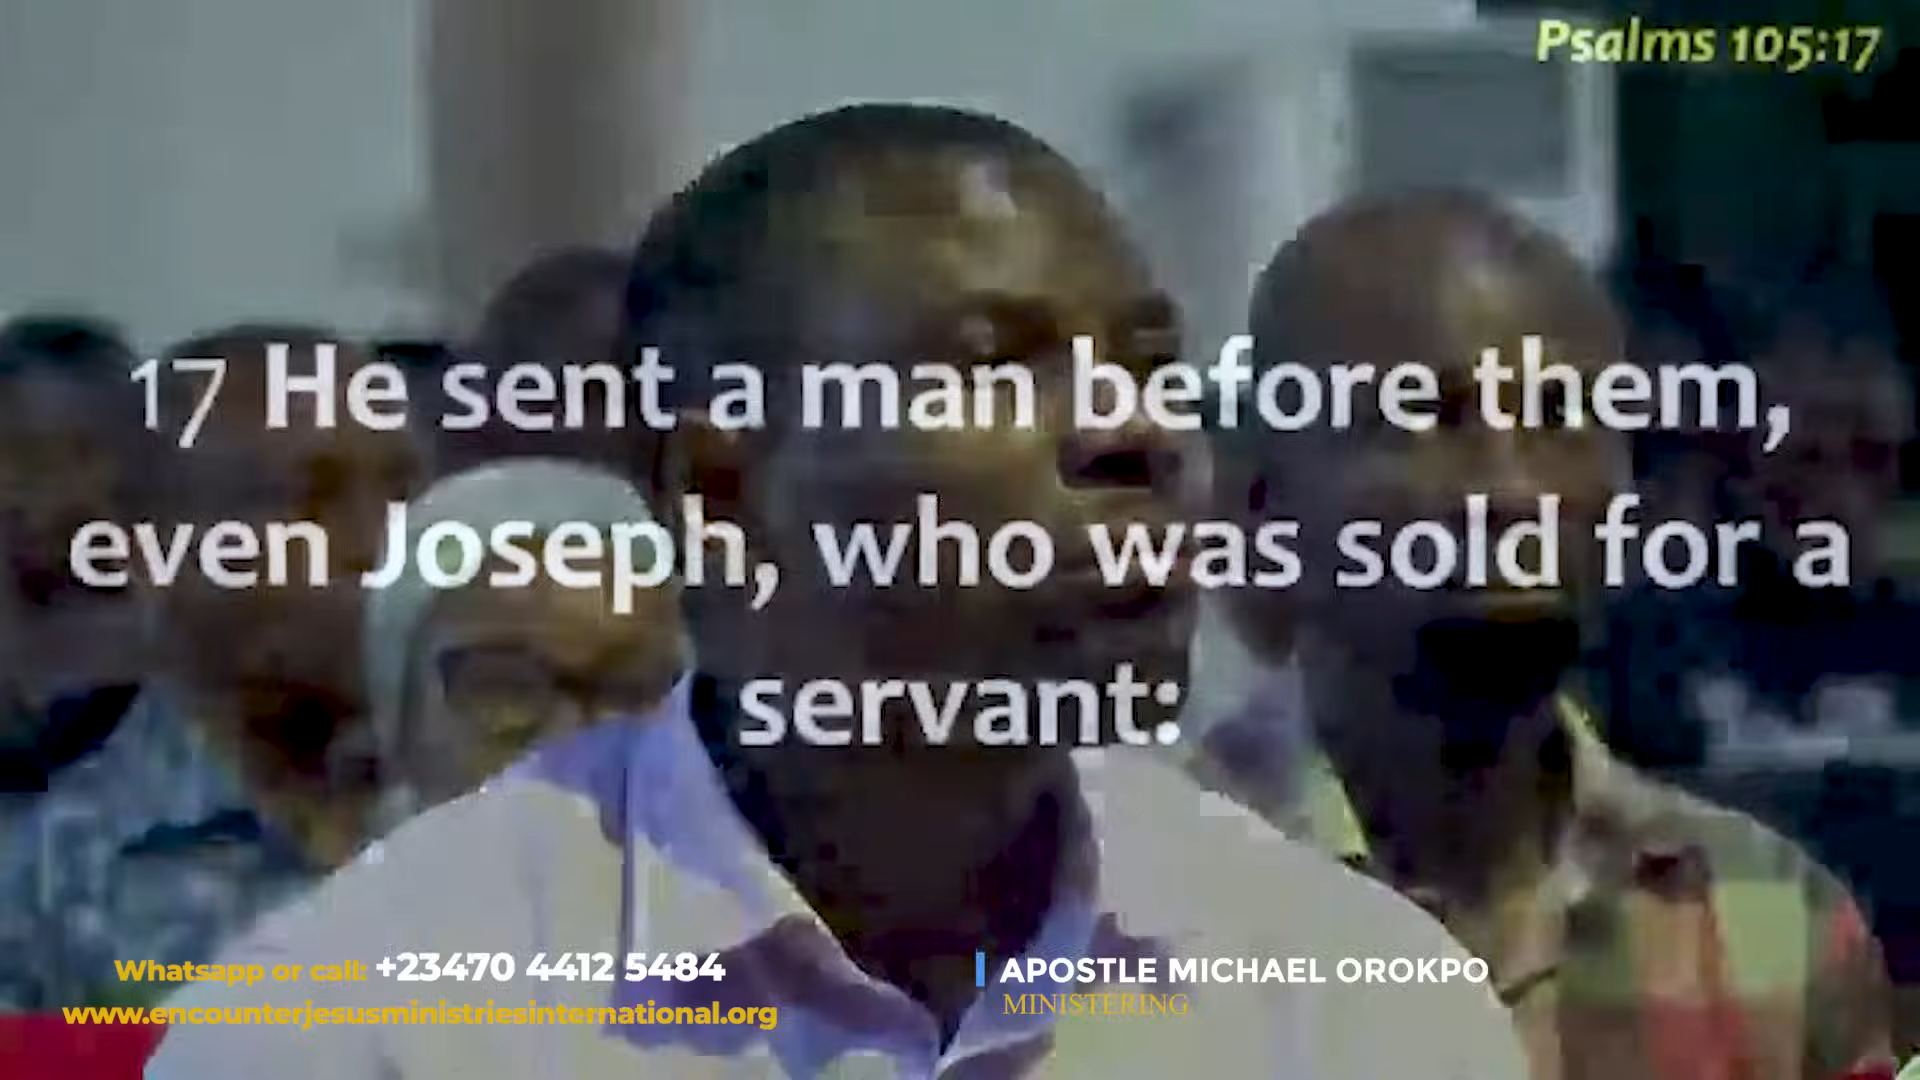 Psalms 105:17
17 He sent a man before them,
even Joseph, who was sold for a
servant:
Whatsapp or call: +23470 4412 5484
www.encounterjesusministriesinternational.org
APOSTLE MICHAEL OROKPO
MINISTERING